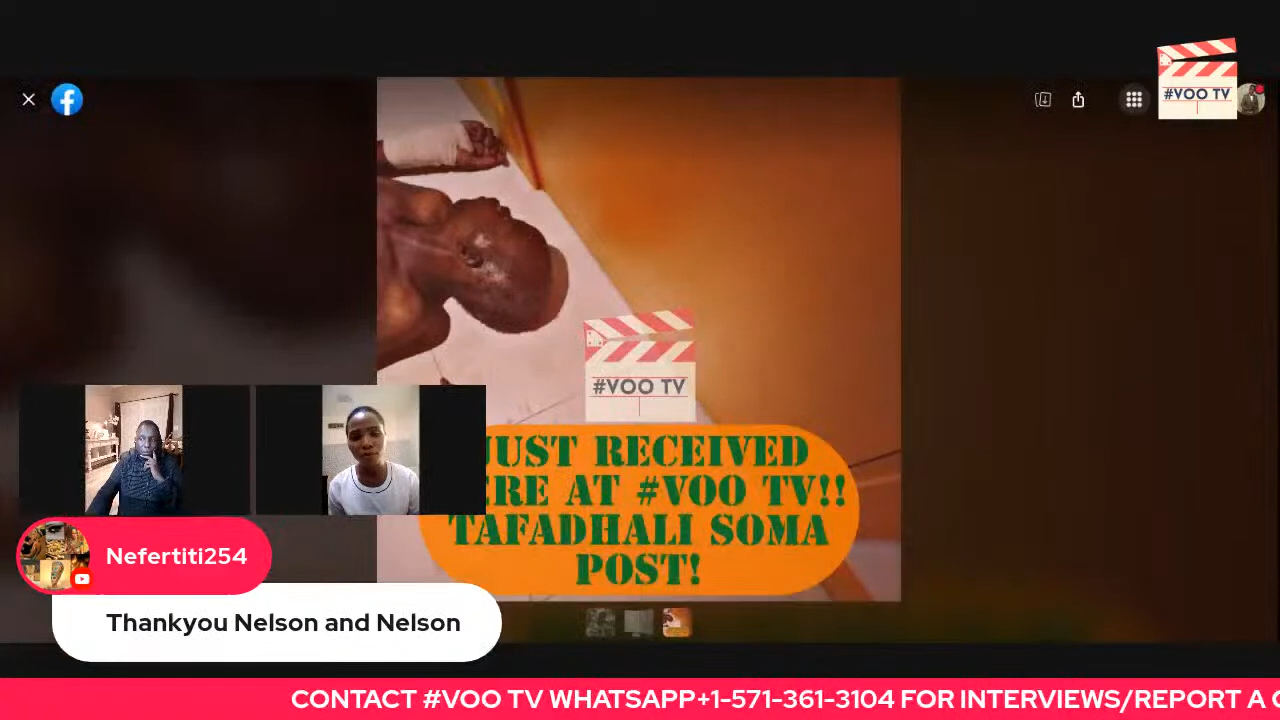 #VOO TV
#VOO TV
JUST RECEIVED
ERE AT #VOO TV!!
TAFADHALI SOMA
POST!
Nefertiti254
Thankyou Nelson and Nelson
CONTACT #VOO TV WHATSAPP+1-571-361-3104 FOR INTERVIEWS/REPORT A